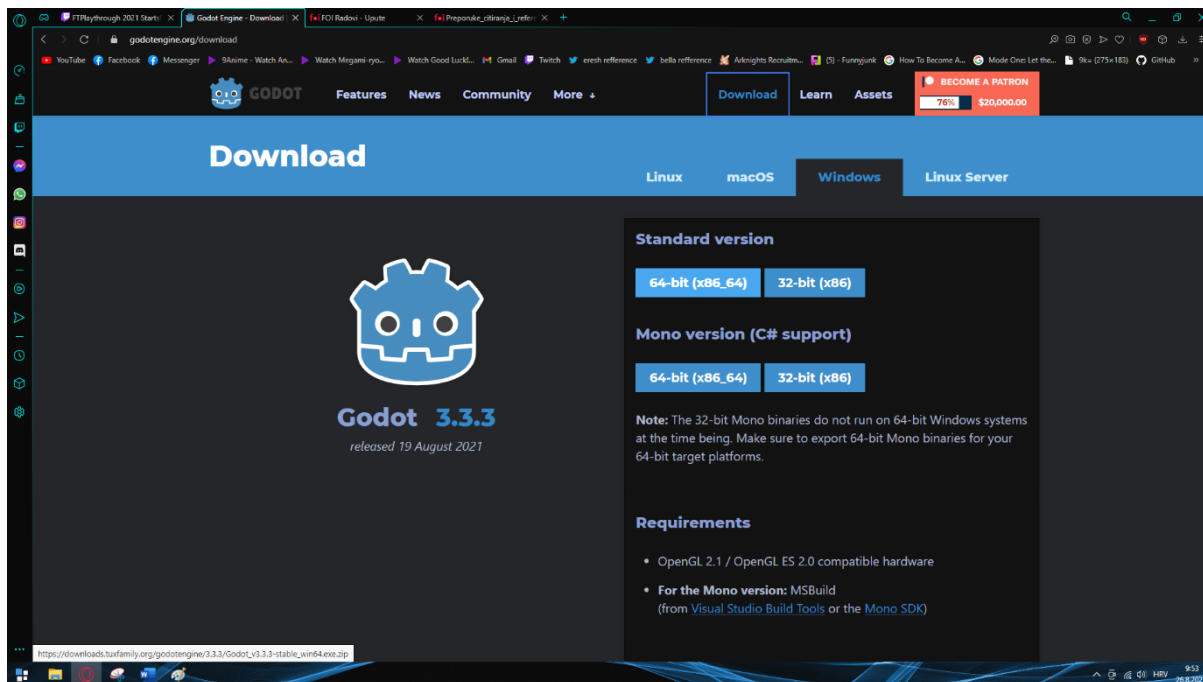 FTPlaythrough 2021 Starts!
Godot Engine - Download
FOI Radovi - Upute
Preporuke_citiranja_i_refere
godotengine.org/download
YouTube Facebook Messenger 9Anime - Watch An... Watch Megami-ryo... Watch Good Luck!... Gmail Twitch eresh refference bella refference Arknights Recruitm... (5) - Funnyjunk How To Become A... Mode One: Let the... 9k= (275×183) GitHub
GODOT
Features News Community More
Download Learn Assets
BECOME A PATRON
76% $20,000.00
Download
Linux macOS Windows Linux Server
Godot 3.3.3
released 19 August 2021
Standard version
64-bit (x86_64) 32-bit (x86)
Mono version (C# support)
64-bit (x86_64) 32-bit (x86)
Note: The 32-bit Mono binaries do not run on 64-bit Windows systems
at the time being. Make sure to export 64-bit Mono binaries for your
64-bit target platforms.
Requirements
OpenGL 2.1 / OpenGL ES 2.0 compatible hardware
For the Mono version: MSBuild
(from Visual Studio Build Tools or the Mono SDK)
https://downloads.tuxfamily.org/godotengine/3.3.3/Godot_v3.3.3-stable_win64.exe.zip
HRV
9:53